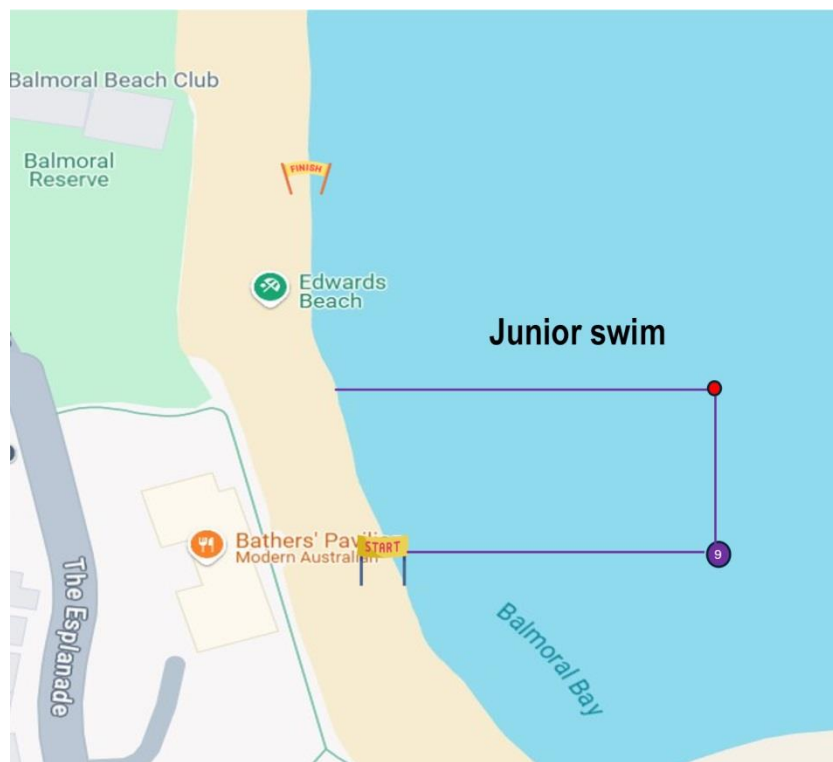 Balmoral Beach Club
Balmoral
Reserve
FINISH
Edwards
Beach
Junior swim
Bathers' Pavili
Modern Australian
START
9
The Esplanade
Balmoral Bay